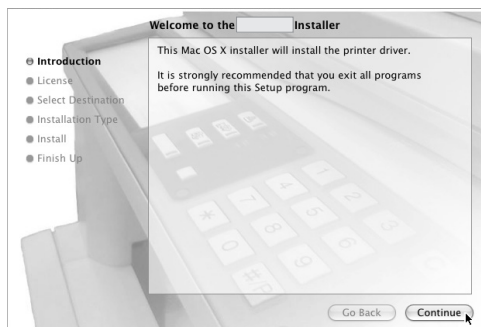 Welcome to the Installer
Introduction
License
Select Destination
Installation Type
Install
Finish Up
This Mac OS X installer will install the printer driver.
It is strongly recommended that you exit all programs
before running this Setup program.
Go Back
Continue